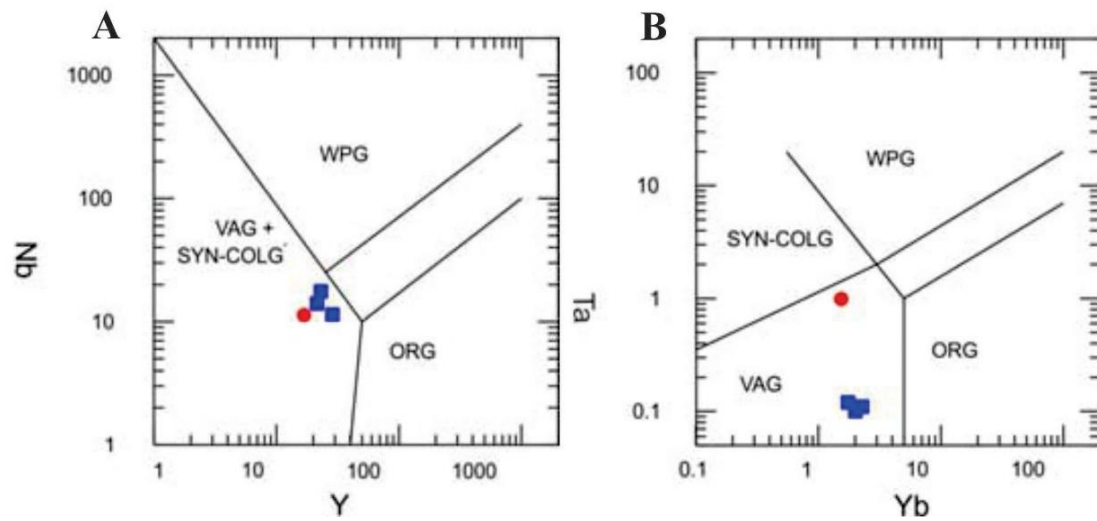 A
1000
WPG
100
VAG +
SYN-COLG
Nb
10
ORG
1
1 10 100 1000
Y
B
100
WPG
10
SYN-COLG
Ta
1
VAG
ORG
0.1
0.1 1 10 100
Yb